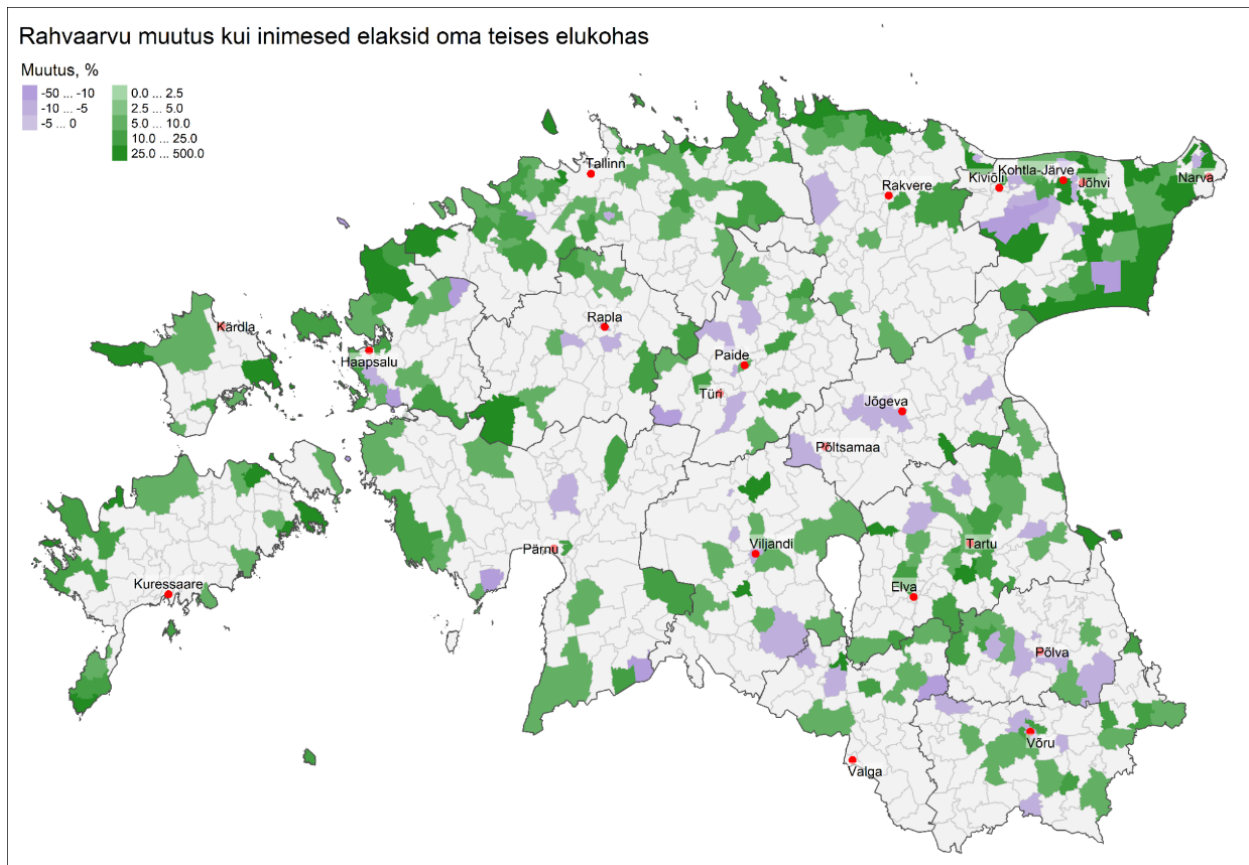 Rahvaarvu muutus kui inimesed elaksid oma teises elukohas
Muutus, %
-50 ... -10
-10 ... -5
-5 ... 0
0.0 ... 2.5
2.5 ... 5.0
5.0 ... 10.0
10.0 ... 25.0
25.0 ... 500.0
Tallinn
Rakvere
Kiviõli
Kohtla-Järve
Jõhvi
Narva
Kärdla
Haapsalu
Rapla
Paide
Türi
Jõgeva
Põltsamaa
Pärnu
Viljandi
Tartu
Kuressaare
Elva
Põlva
Võru
Valga